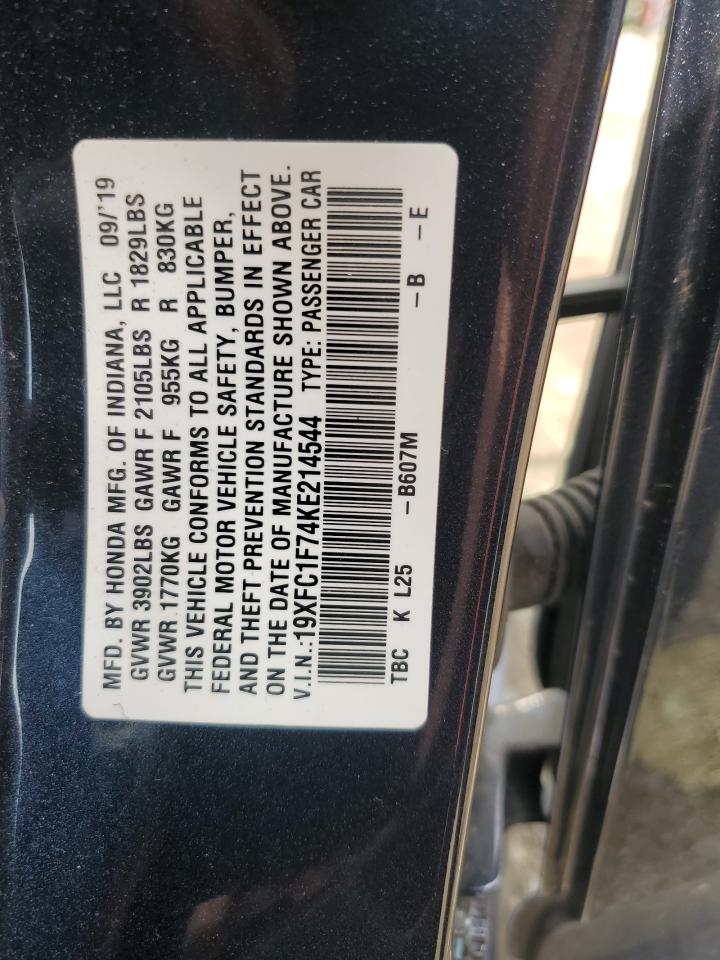 MFD. BY HONDA MFG. OF INDIANA, LLC 09/'19
GVWR 3902LBS GAWR F 2105LBS R 1829LBS
GVWR 1770KG GAWR F 955KG R 830KG
THIS VEHICLE CONFORMS TO ALL APPLICABLE
FEDERAL MOTOR VEHICLE SAFETY, BUMPER,
AND THEFT PREVENTION STANDARDS IN EFFECT
ON THE DATE OF MANUFACTURE SHOWN ABOVE.
V.I.N.:19XFC1F74KE214544 TYPE: PASSENGER CAR
TBC K L25 -B607M -B -E